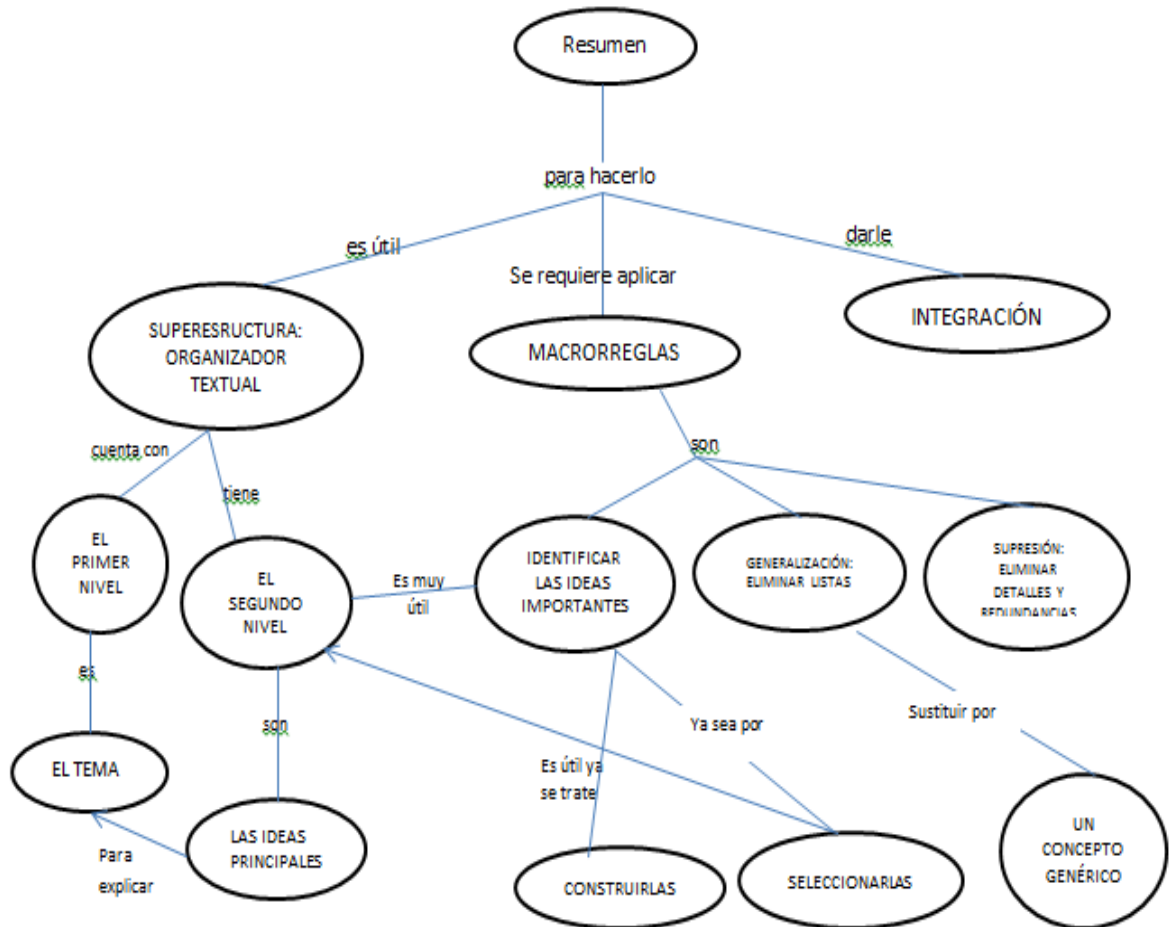 Resumen
para hacerlo
es útil
darle
Se requiere aplicar
INTEGRACIÓN
SUPERESRUCTURA:
ORGANIZADOR
TEXTUAL
MACRORREGLAS
cuenta con
son
tiene
EL
PRIMER
NIVEL
EL
SEGUNDO
NIVEL
Es muy
útil
IDENTIFICAR
LAS IDEAS
IMPORTANTES
GENERALIZACIÓN:
ELIMINAR LISTAS
SUPRESIÓN:
ELIMINAR
DETALLES Y
REDUNDANCIAS
es
son
Ya sea por
Sustituir por
EL TEMA
Es útil ya
se trate
Para
explicar
LAS IDEAS
PRINCIPALES
CONSTRUIRLAS
SELECCIONARLAS
UN
CONCEPTO
GENÉRICO